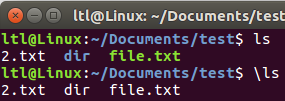 ltl@Linux: ~/Documents/test
ltl@Linux:~/Documents/test$ ls
2.txt  dir  file.txt
ltl@Linux:~/Documents/test$ \ls
2.txt  dir  file.txt